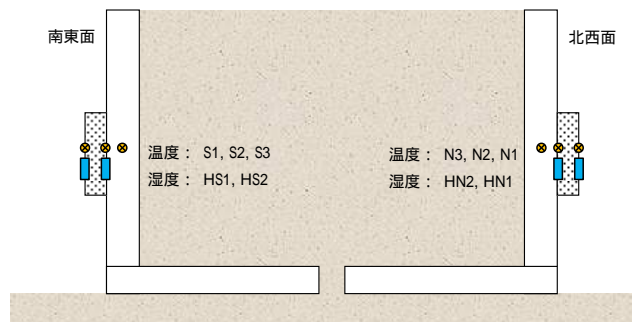 南東面
北西面
温度： S1, S2, S3
湿度： HS1, HS2
温度： N3, N2, N1
湿度： HN2, HN1